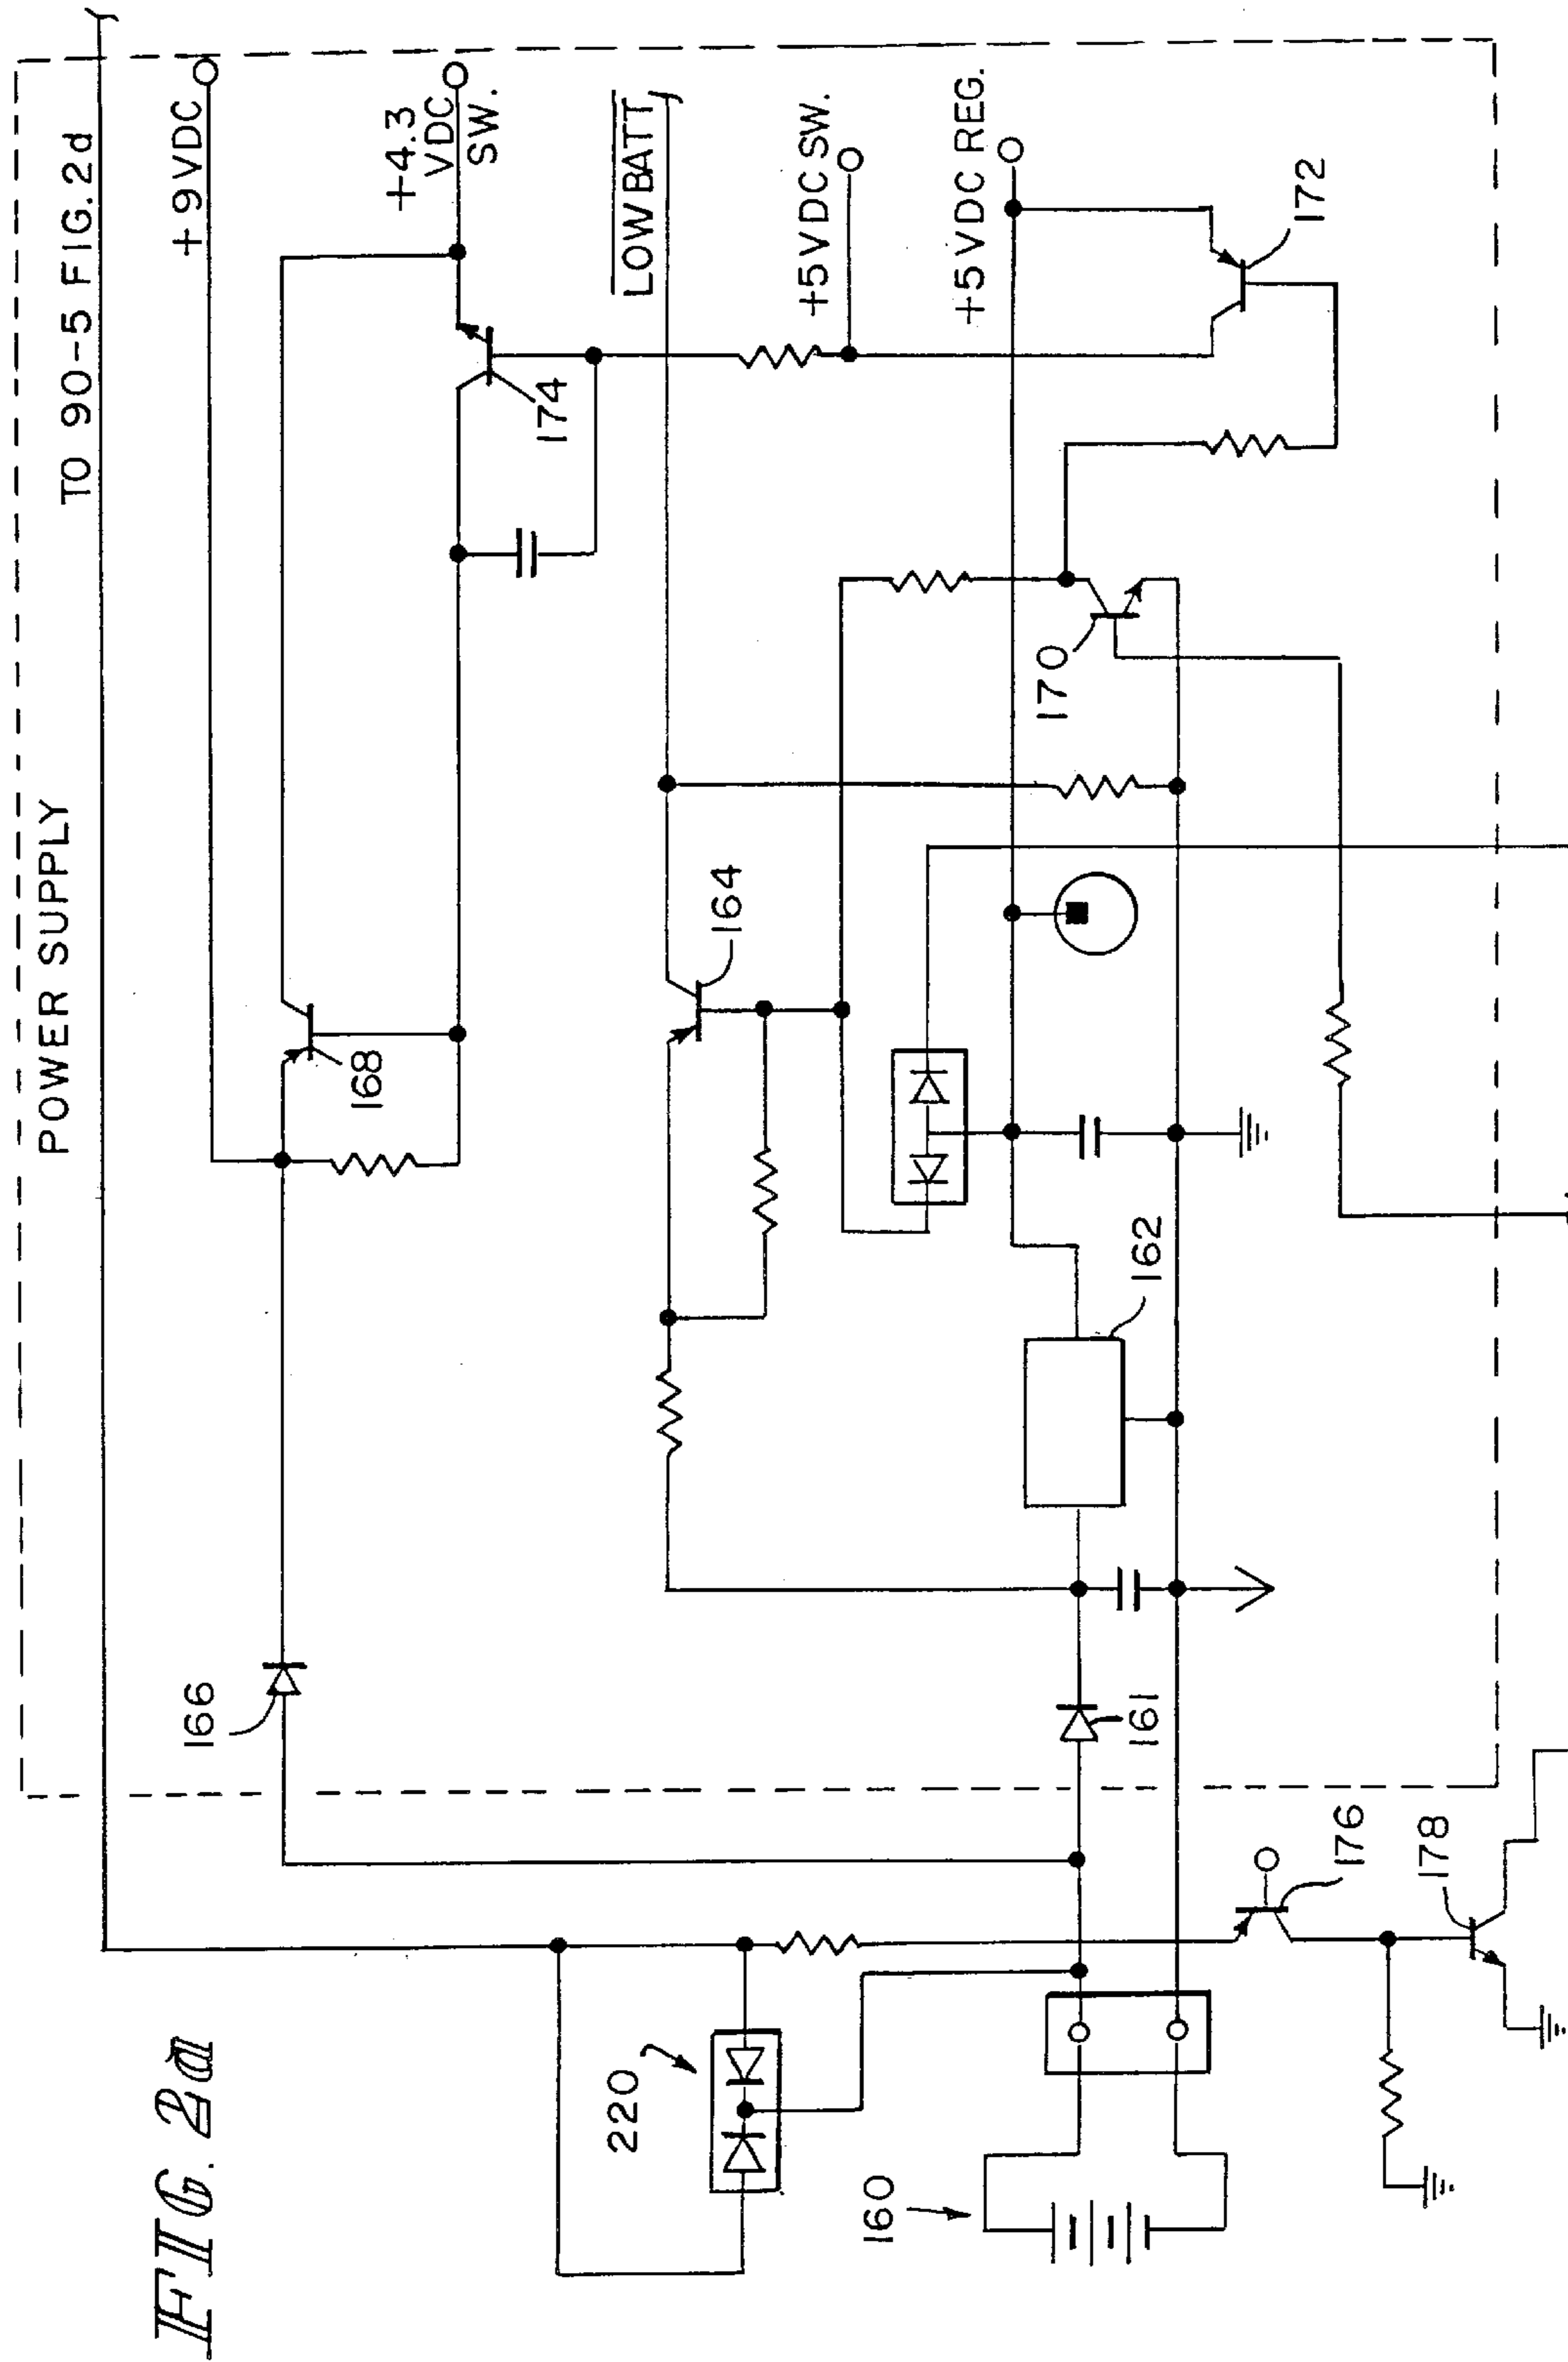 POWER SUPPLY
TO 90-5 FIG. 2d
+9VDC
+4.3
VDC
SW.
LOW BATT
+5VDC SW.
+5VDC REG.
166
168
174
164
170
172
162
161
220
160
176
178
FIG. 2a